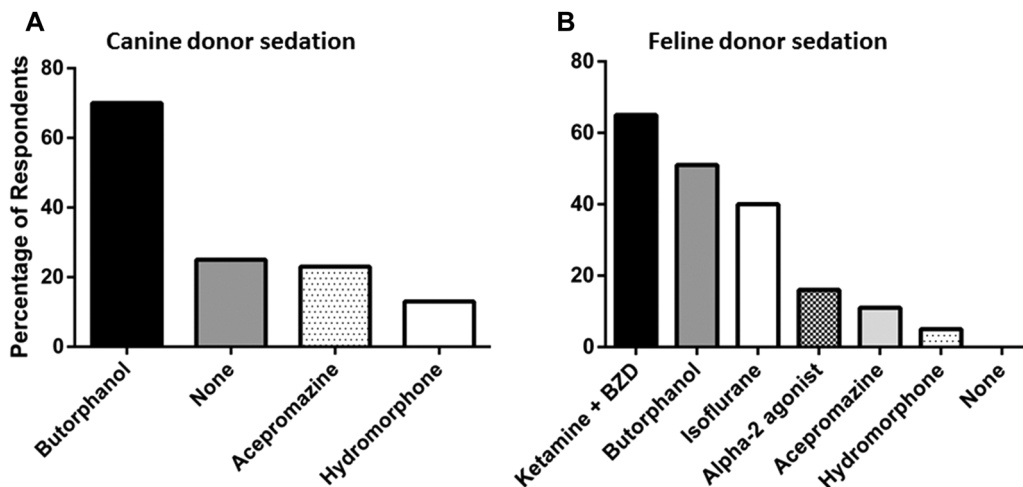 A
Canine donor sedation
Percentage of Respondents
80
60
40
20
0
Butorphanol
None
Acepromazine
Hydromorphone
B
Feline donor sedation
80
60
40
20
0
Ketamine + BZD
Butorphanol
Isoflurane
Alpha-2 agonist
Acepromazine
Hydromorphone
None